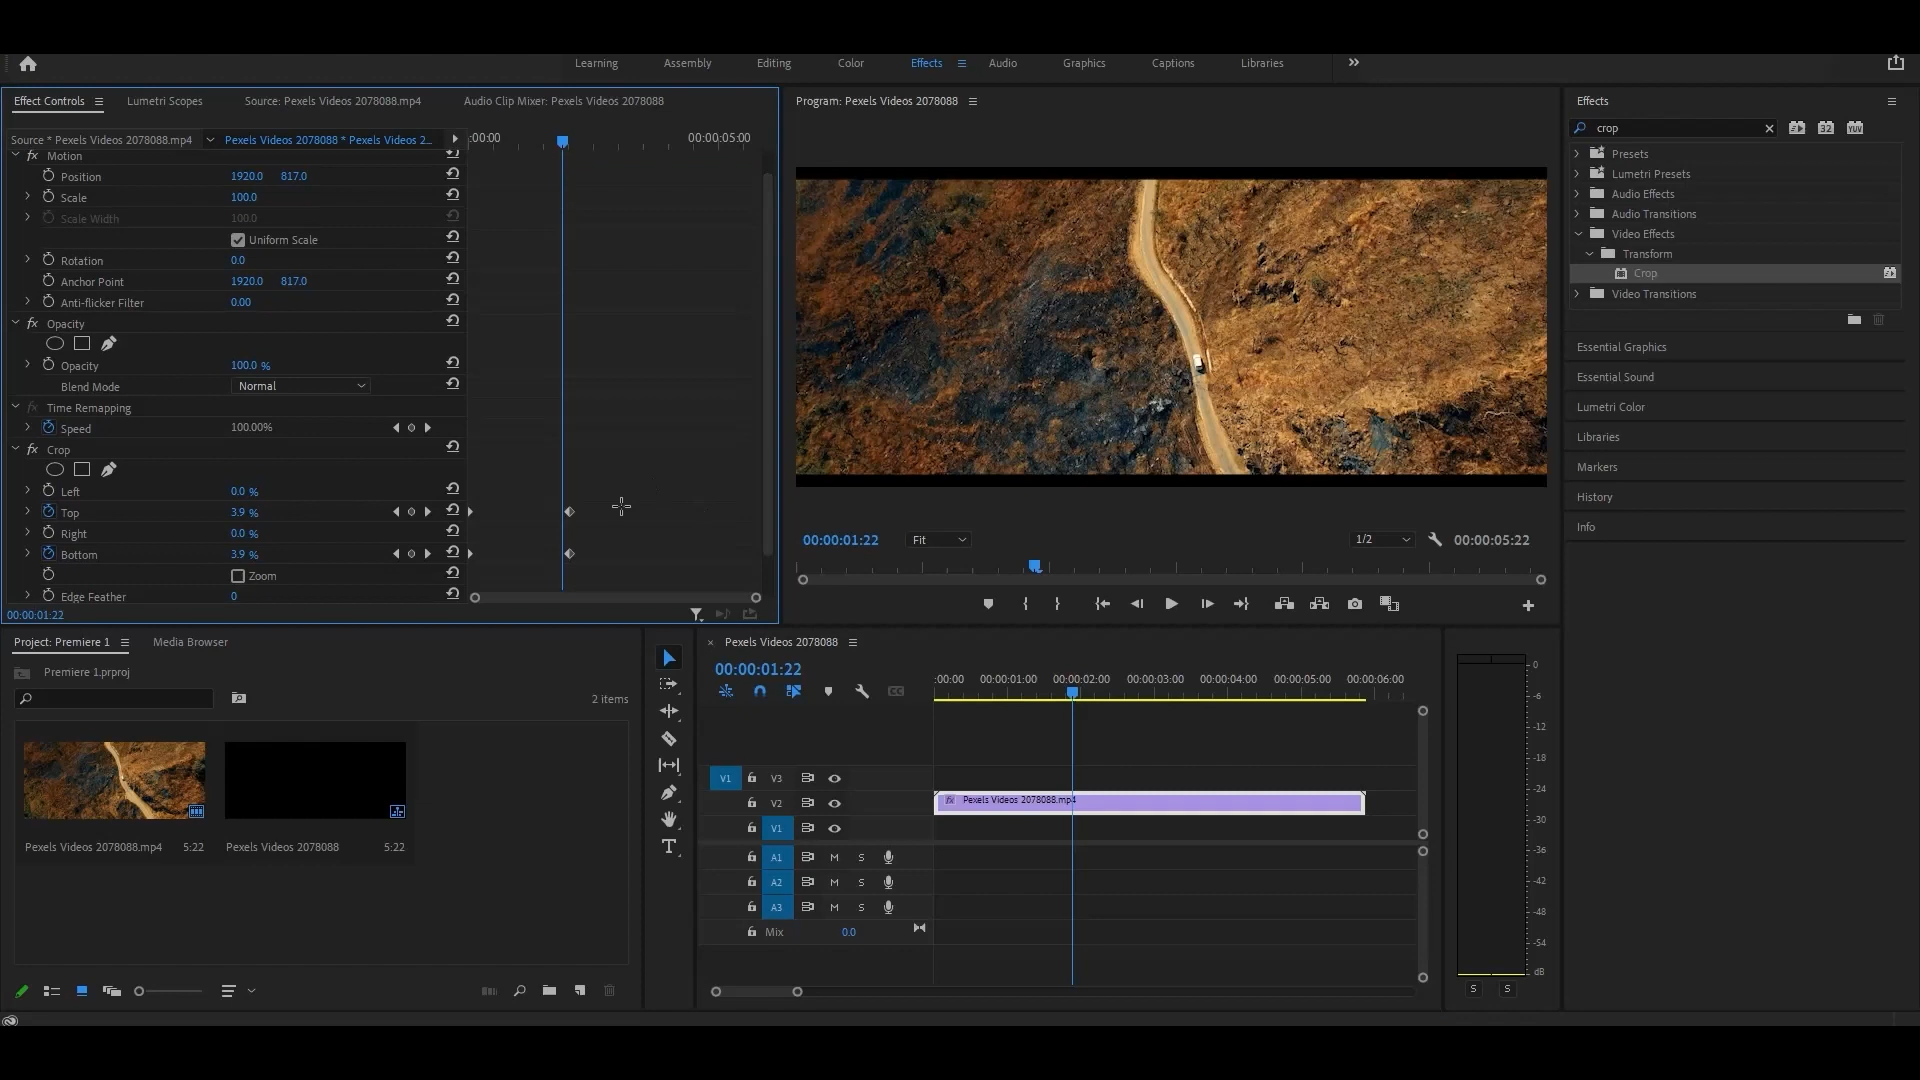 Learning Assembly Editing Color Effects Audio Graphics Captions Libraries
Effect Controls Lumetri Scopes Source: Pexels Videos 2078088.mp4 Audio Clip Mixer: Pexels Videos 2078088
Source * Pexels Videos 2078088.mp4 Pexels Videos 2078088 * Pexels Videos 2... :00:00 00:00:05:00
fx Motion
Position 1920.0 817.0
Scale 100.0
Scale Width 100.0
Uniform Scale
Rotation 0.0
Anchor Point 1920.0 817.0
Anti-flicker Filter 0.00
fx Opacity
Opacity 100.0 %
Blend Mode Normal
fx Time Remapping
Speed 100.00%
fx Crop
Left 0.0 %
Top 3.9 %
Right 0.0 %
Bottom 3.9 %
Zoom
Edge Feather 0
00:00:01:22
Program: Pexels Videos 2078088
00:00:01:22 Fit 1/2 00:00:05:22
Effects
crop 32 YUV
Presets
Lumetri Presets
Audio Effects
Audio Transitions
Video Effects
Transform
Crop
Video Transitions
Essential Graphics
Essential Sound
Lumetri Color
Libraries
Markers
History
Info
Project: Premiere 1 Media Browser
Premiere 1.prproj
2 items
Pexels Videos 2078088.mp4 5:22 Pexels Videos 2078088 5:22
T
× Pexels Videos 2078088
00:00:01:22
:00:00 00:00:01:00 00:00:02:00 00:00:03:00 00:00:04:00 00:00:05:00 00:00:06:00
V1 V3
V2 fx Pexels Videos 2078088.mp4
V1
A1 M S
A2 M S
A3 M S
Mix 0.0
0
-6
-12
-18
-24
-30
-36
-42
-48
-54
dB
S S